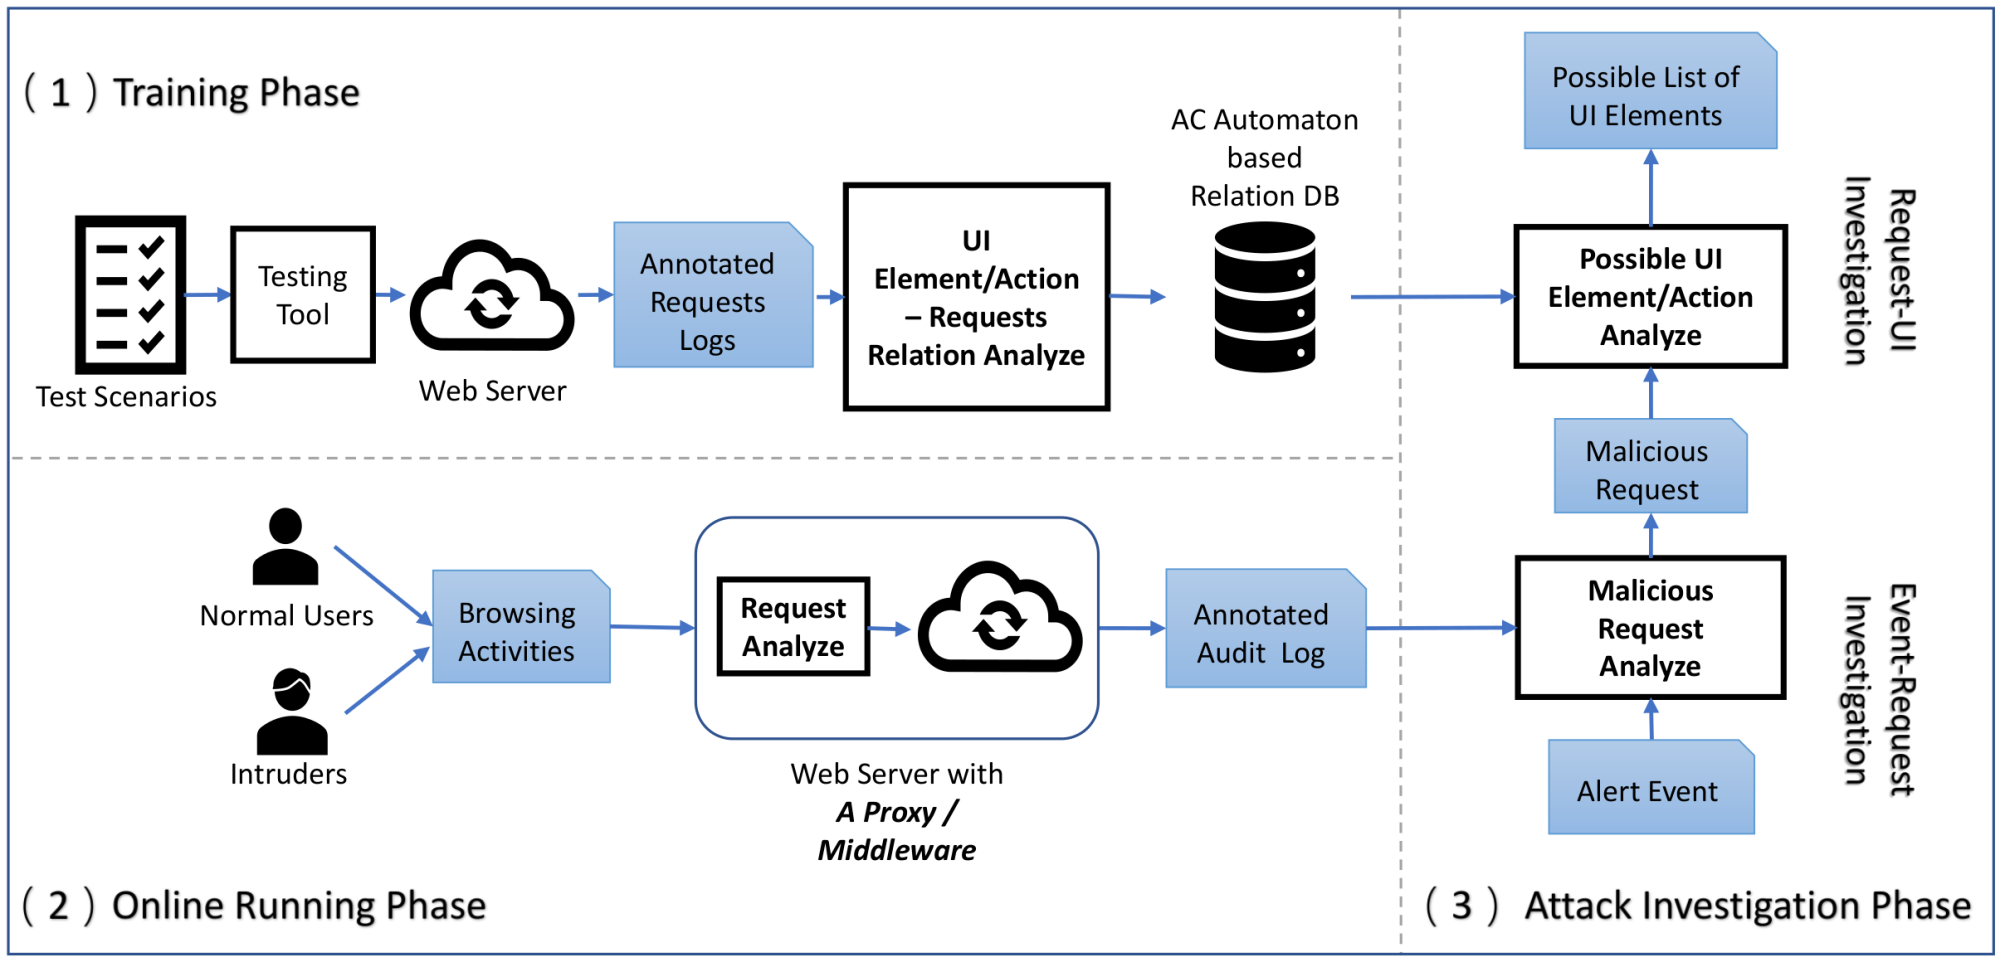 (1) Training Phase
Test Scenarios
Testing
Tool
Web Server
Annotated
Requests
Logs
UI
Element/Action
– Requests
Relation Analyze
AC Automaton
based
Relation DB
(2) Online Running Phase
Normal Users
Intruders
Browsing
Activities
Request
Analyze
Web Server with
A Proxy /
Middleware
Annotated
Audit Log
(3) Attack Investigation Phase
Possible List of
UI Elements
Possible UI
Element/Action
Analyze
Malicious
Request
Malicious
Request
Analyze
Alert Event
Request-UI
Investigation
Event-Request
Investigation